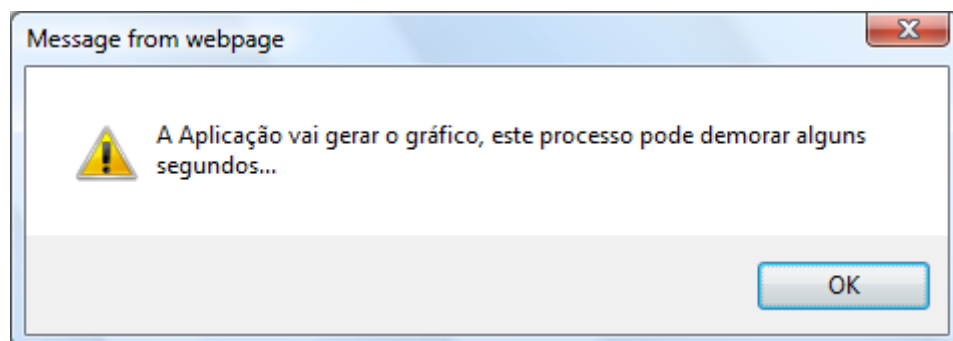 Message from webpage
A Aplicação vai gerar o gráfico, este processo pode demorar alguns
segundos...
OK